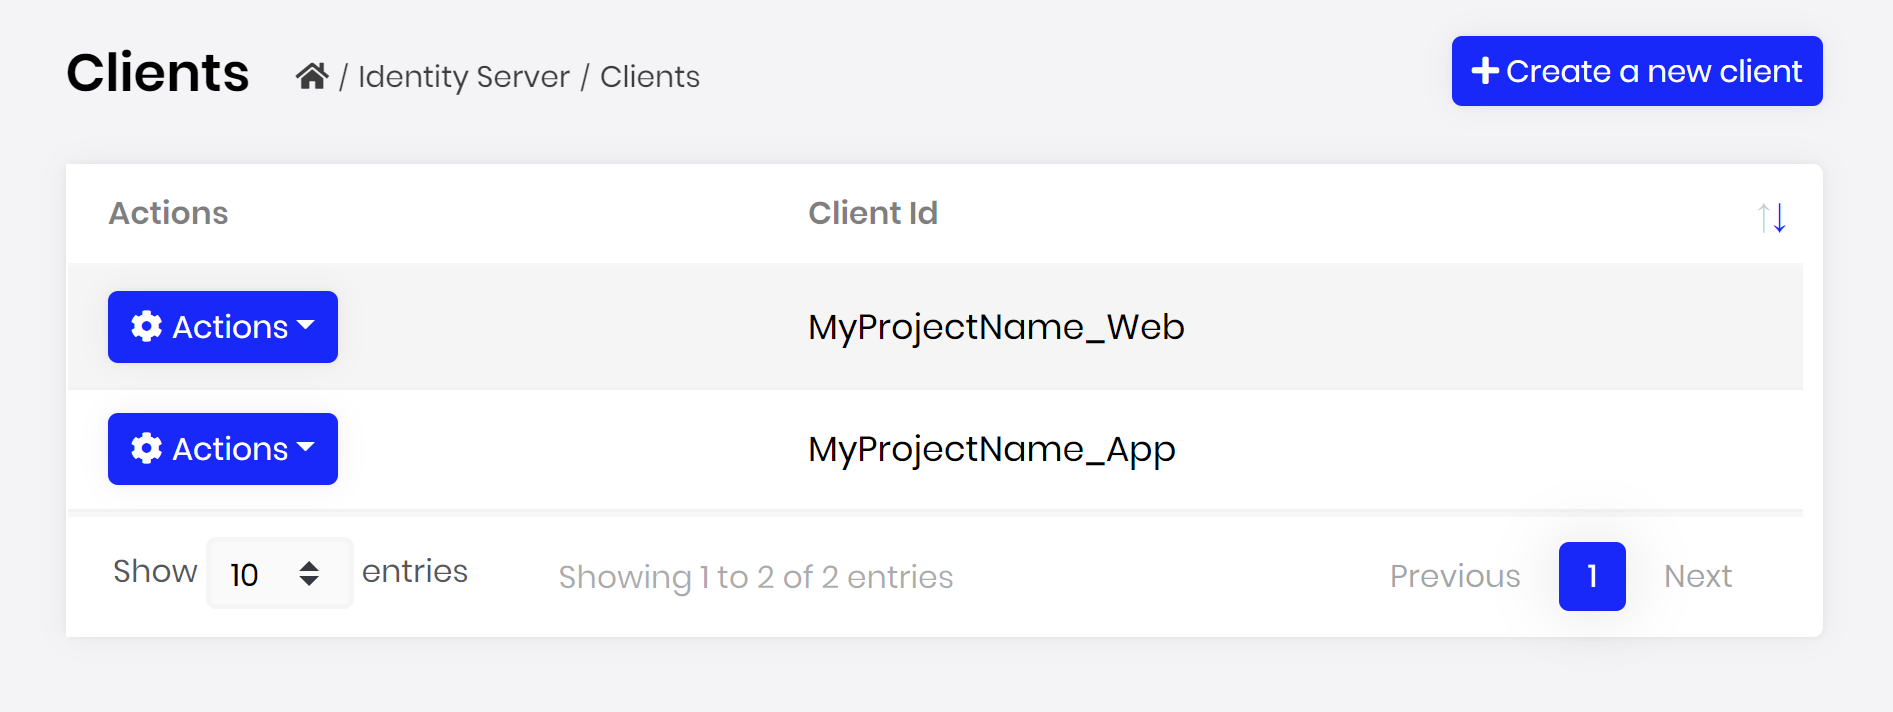 Clients / Identity Server / Clients
Create a new client
Actions Client Id
Actions MyProjectName_Web
Actions MyProjectName_App
Show 10 entries Showing 1 to 2 of 2 entries Previous 1 Next